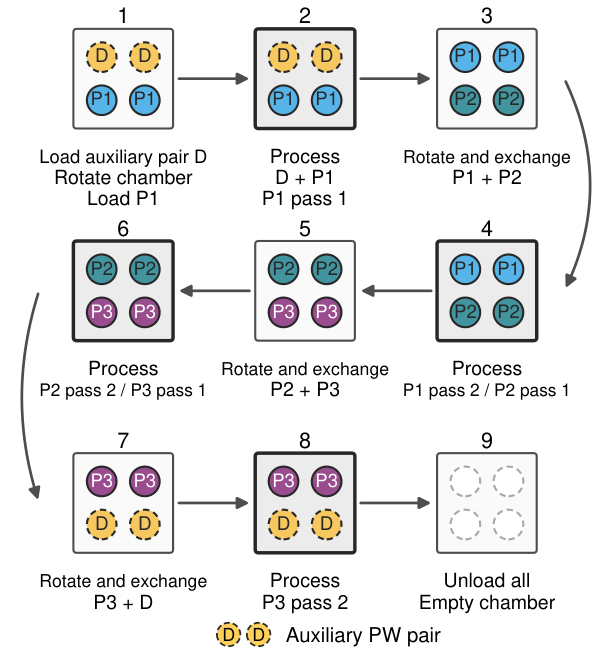 1
D D
P1 P1
Load auxiliary pair D
Rotate chamber
Load P1
2
D D
P1 P1
Process
D + P1
P1 pass 1
3
P1 P1
P2 P2
Rotate and exchange
P1 + P2
4
P1 P1
P2 P2
Process
P1 pass 2 / P2 pass 1
5
P2 P2
P3 P3
Rotate and exchange
P2 + P3
6
P2 P2
P3 P3
Process
P2 pass 2 / P3 pass 1
7
P3 P3
D D
Rotate and exchange
P3 + D
8
P3 P3
D D
Process
P3 pass 2
9
Unload all
Empty chamber
D D Auxiliary PW pair